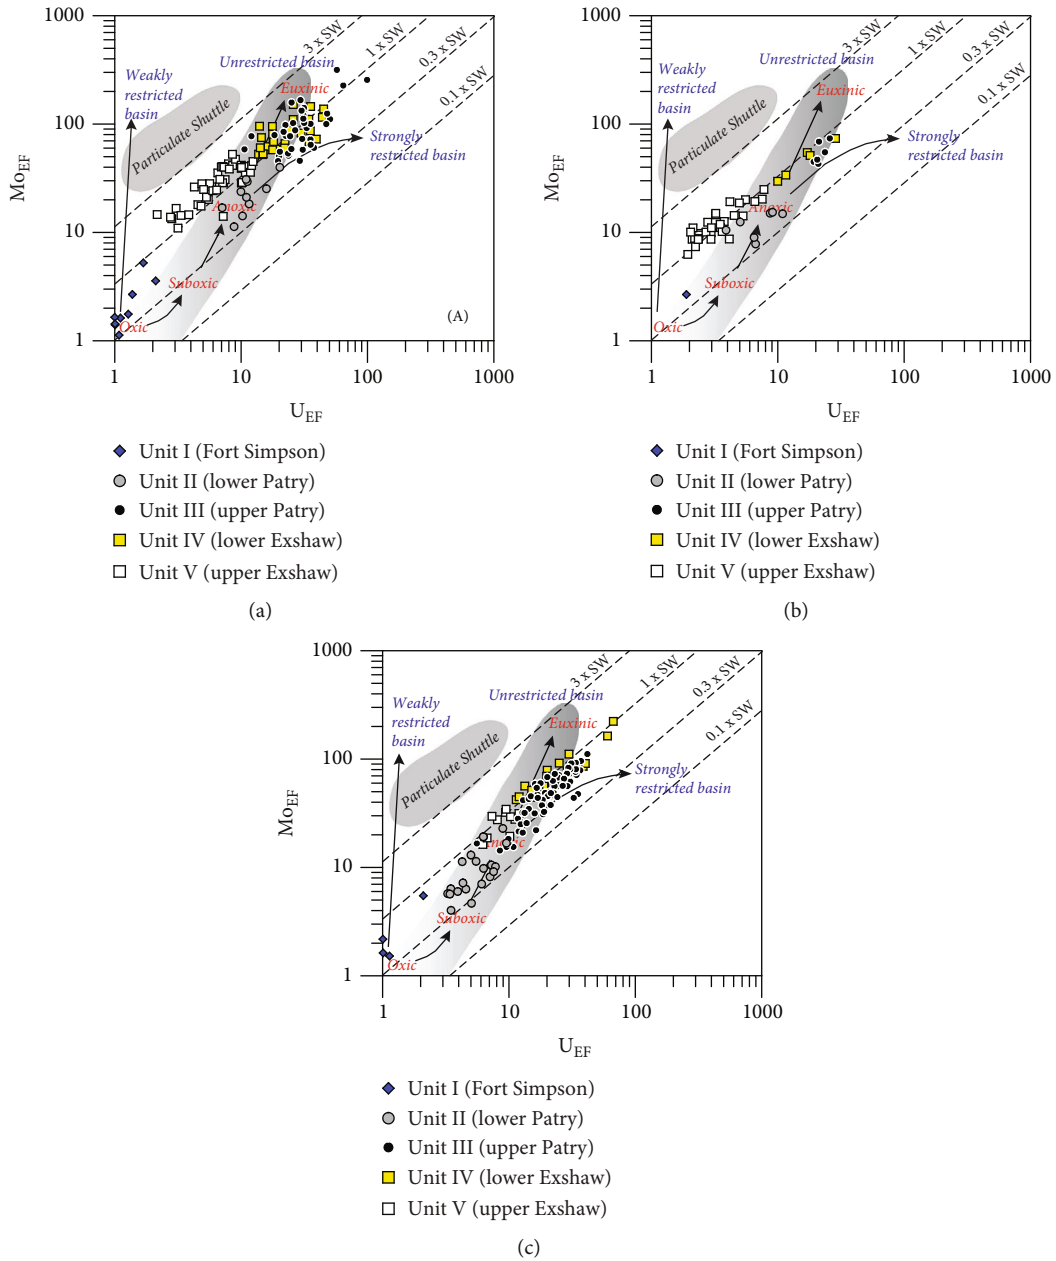 1000
100
10
1
Mo_EF
3 x SW
1 x SW
0.3 x SW
0.1 x SW
Unrestricted basin
Weakly
restricted
basin
Particulate Shuttle
Euxinic
Strongly
restricted basin
Anoxic
Suboxic
Oxic
(A)
1
10
100
1000
U_EF
Unit I (Fort Simpson)
Unit II (lower Patry)
Unit III (upper Patry)
Unit IV (lower Exshaw)
Unit V (upper Exshaw)
(a)
1000
100
10
1
Mo_EF
3 x SW
1 x SW
0.3 x SW
0.1 x SW
Unrestricted basin
Weakly
restricted
basin
Particulate Shuttle
Euxinic
Strongly
restricted basin
Anoxic
Suboxic
Oxic
1
10
100
1000
U_EF
Unit I (Fort Simpson)
Unit II (lower Patry)
Unit III (upper Patry)
Unit IV (lower Exshaw)
Unit V (upper Exshaw)
(b)
1000
100
10
1
Mo_EF
3 x SW
1 x SW
0.3 x SW
0.1 x SW
Unrestricted basin
Weakly
restricted
basin
Particulate Shuttle
Euxinic
Strongly
restricted basin
Anoxic
Suboxic
Oxic
1
10
100
1000
U_EF
Unit I (Fort Simpson)
Unit II (lower Patry)
Unit III (upper Patry)
Unit IV (lower Exshaw)
Unit V (upper Exshaw)
(c)